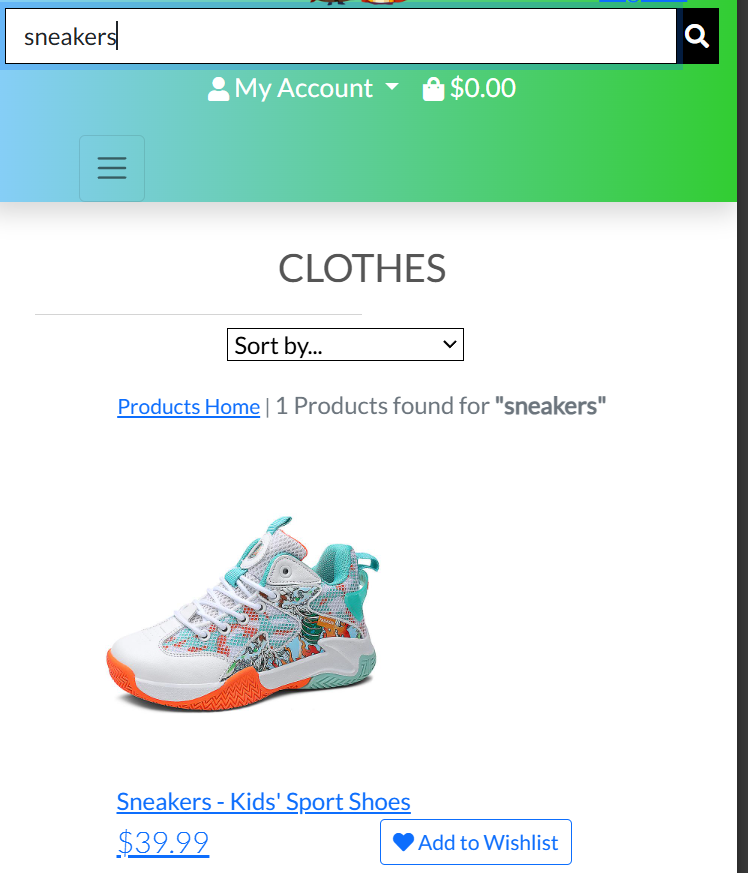 sneakers
My Account
$0.00
CLOTHES
Sort by...
Products Home | 1 Products found for "sneakers"
Sneakers - Kids' Sport Shoes
$39.99
Add to Wishlist